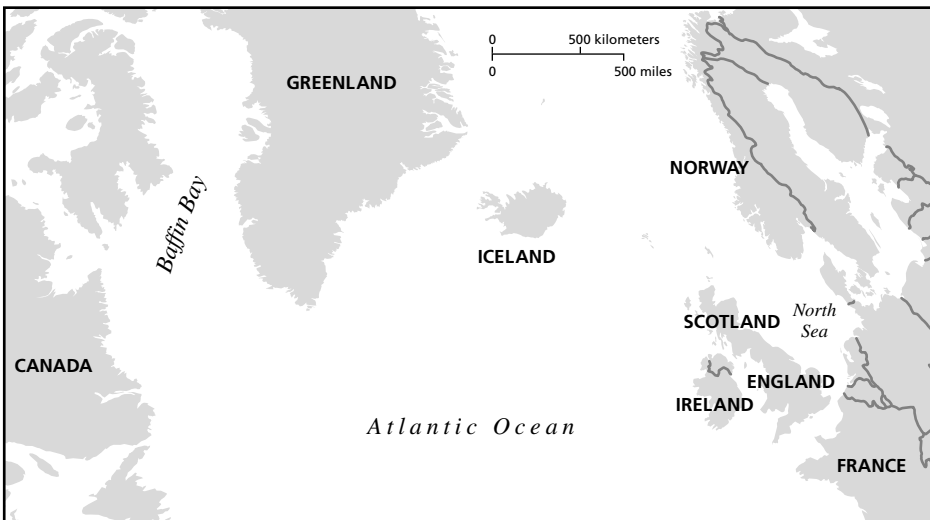 0 500 kilometers
0 500 miles
GREENLAND
NORWAY
Baffin Bay
ICELAND
SCOTLAND
North
Sea
CANADA
ENGLAND
IRELAND
Atlantic Ocean
FRANCE